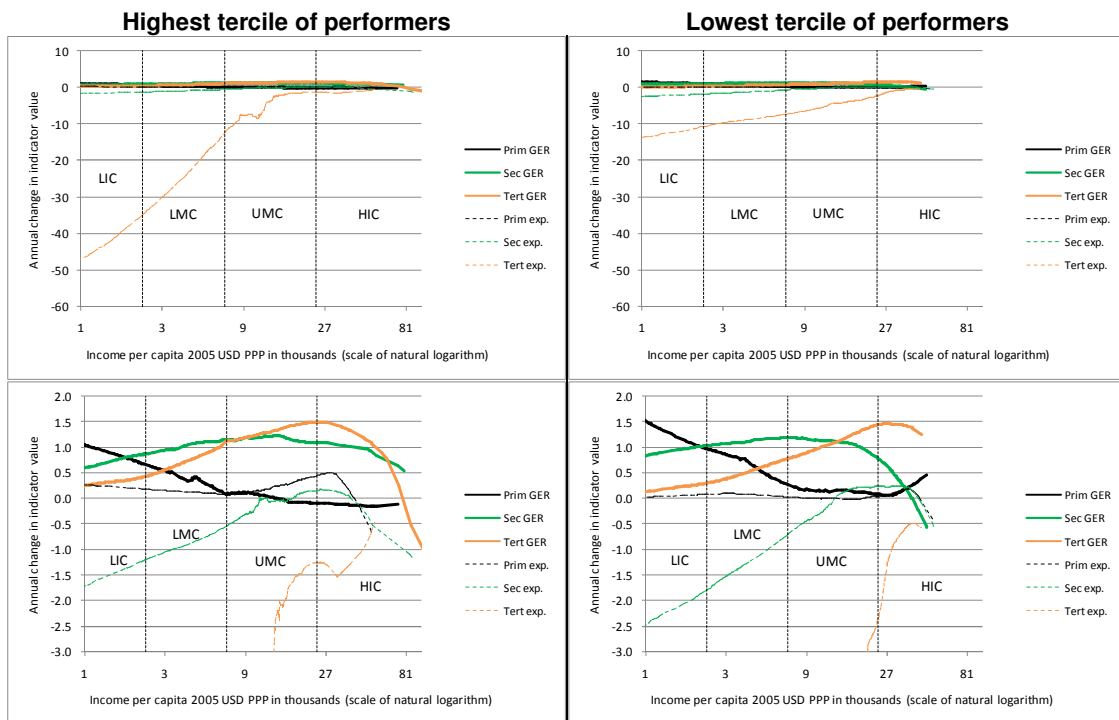 Highest tercile of performers
Lowest tercile of performers
10
0
-10
-20
-30
-40
-50
-60
Annual change in indicator value
LIC
LMC
UMC
HIC
1
3
9
27
81
Income per capita 2005 USD PPP in thousands (scale of natural logarithm)
Prim GER
Sec GER
Tert GER
Prim exp.
Sec exp.
Tert exp.
10
0
-10
-20
-30
-40
-50
-60
Annual change in indicator value
LIC
LMC
UMC
HIC
1
3
9
27
81
Income per capita 2005 USD PPP in thousands (scale of natural logarithm)
Prim GER
Sec GER
Tert GER
Prim exp.
Sec exp.
Tert exp.
2.0
1.5
1.0
0.5
0.0
-0.5
-1.0
-1.5
-2.0
-2.5
-3.0
Annual change in indicator value
LIC
LMC
UMC
HIC
1
3
9
27
81
Income per capita 2005 USD PPP in thousands (scale of natural logarithm)
Prim GER
Sec GER
Tert GER
Prim exp.
Sec exp.
Tert exp.
2.0
1.5
1.0
0.5
0.0
-0.5
-1.0
-1.5
-2.0
-2.5
-3.0
Annual change in indicator value
LIC
LMC
UMC
HIC
1
3
9
27
81
Income per capita 2005 USD PPP in thousands (scale of natural logarithm)
Prim GER
Sec GER
Tert GER
Prim exp.
Sec exp.
Tert exp.